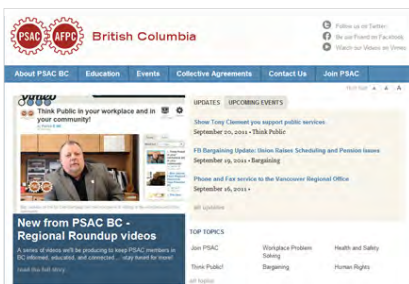 PSAC AFPC British Columbia
Follow us on Twitter
Be our Friend on Facebook
Watch our Videos on Vimeo
About PSAC BC Education Events Collective Agreements Contact Us Join PSAC
vimeo
Think Public in your workplace and in your community!
UPDATES UPCOMING EVENTS
Show Tony Clement you support public services
September 20, 2011 • Think Public
FB Bargaining Update: Union Raises Scheduling and Pension Issues
September 19, 2011 • Bargaining
Phone and Fax service to the Vancouver Regional Office
September 16, 2011 •
all updates
New from PSAC BC -
Regional Roundup videos
A series of videos we'll be producing to keep PSAC members in
BC informed, educated, and connected... stay tuned for more!
read the full story
TOP TOPICS
Join PSAC Workplace Problem Solving Health and Safety
Think Public! Bargaining Human Rights
all topics